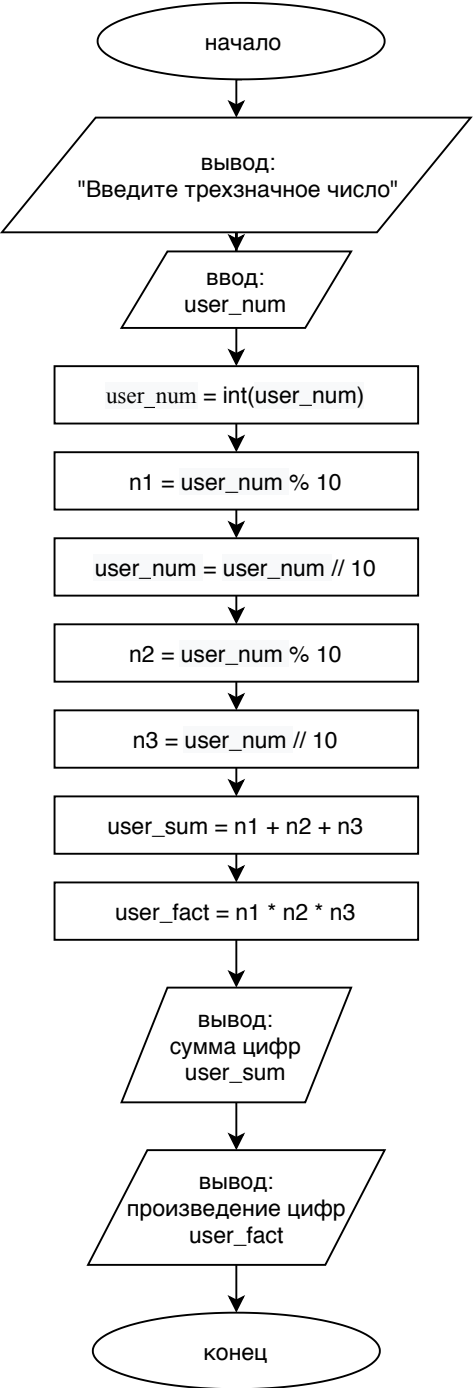 начало
вывод:
"Введите трехзначное число"
ввод:
user_num
user_num = int(user_num)
n1 = user_num % 10
user_num = user_num // 10
n2 = user_num % 10
n3 = user_num // 10
user_sum = n1 + n2 + n3
user_fact = n1 * n2 * n3
вывод:
сумма цифр
user_sum
вывод:
произведение цифр
user_fact
конец